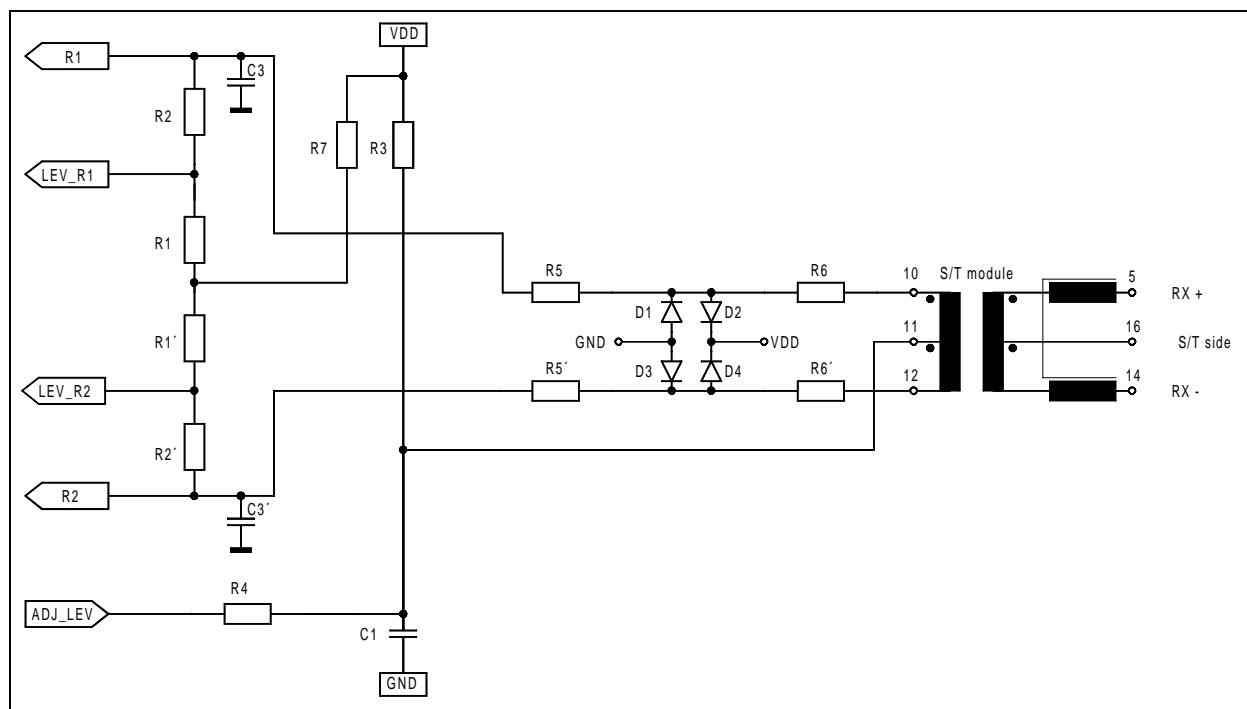 VDD
R1
C3
R2
R7
R3
LEV_R1
R1
R5
R6
10
S/T module
5
RX +
D1
D2
11
16
GND
VDD
S/T side
R1´
D3
D4
12
14
LEV_R2
R5´
R6´
RX -
R2´
R2
C3´
R4
ADJ_LEV
C1
GND